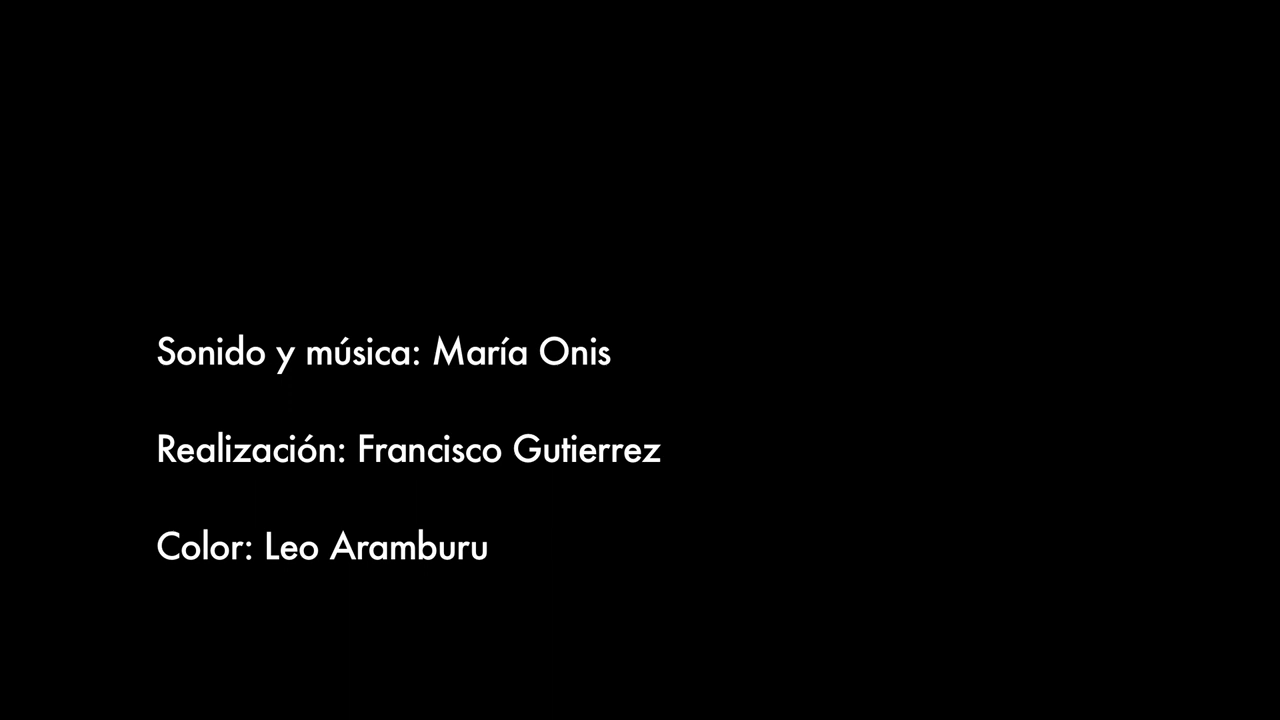 Sonido y música: María Onis
Realización: Francisco Gutierrez
Color: Leo Aramburu